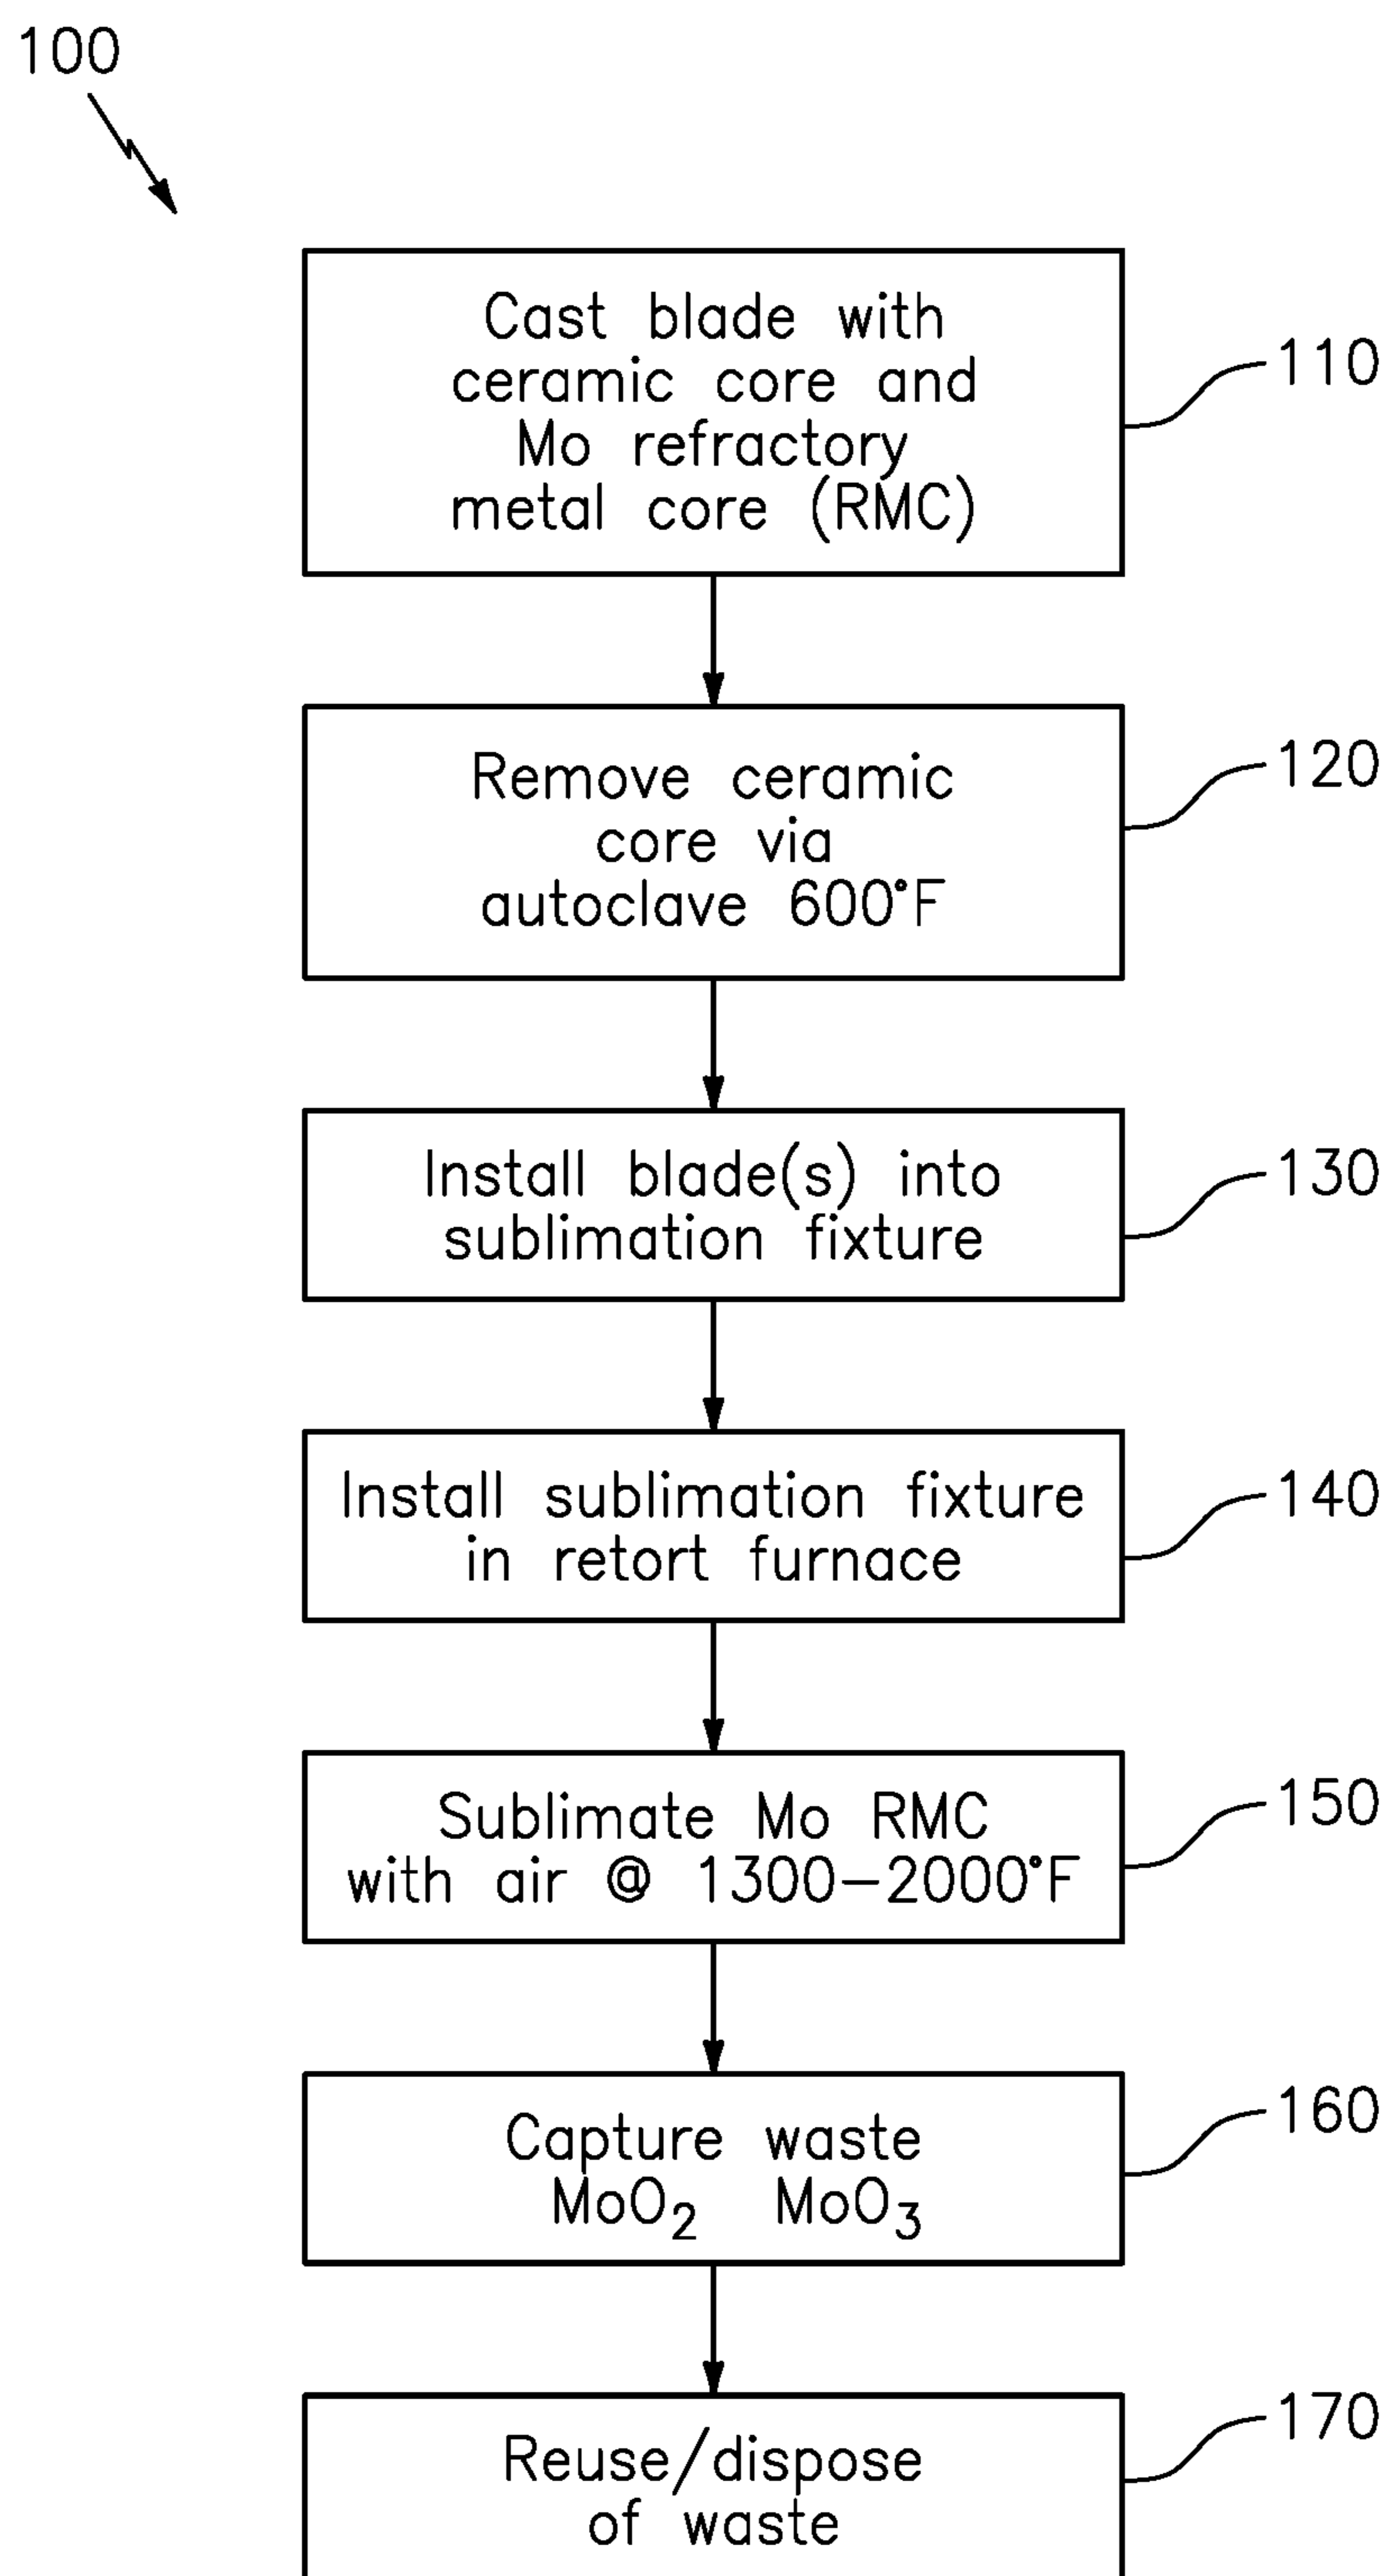 100
Cast blade with
ceramic core and
Mo refractory
metal core (RMC)
110
Remove ceramic
core via
autoclave 600°F
120
Install blade(s) into
sublimation fixture
130
Install sublimation fixture
in retort furnace
140
Sublimate Mo RMC
with air @ 1300-2000°F
150
Capture waste
MoO₂ MoO₃
160
Reuse/dispose
of waste
170